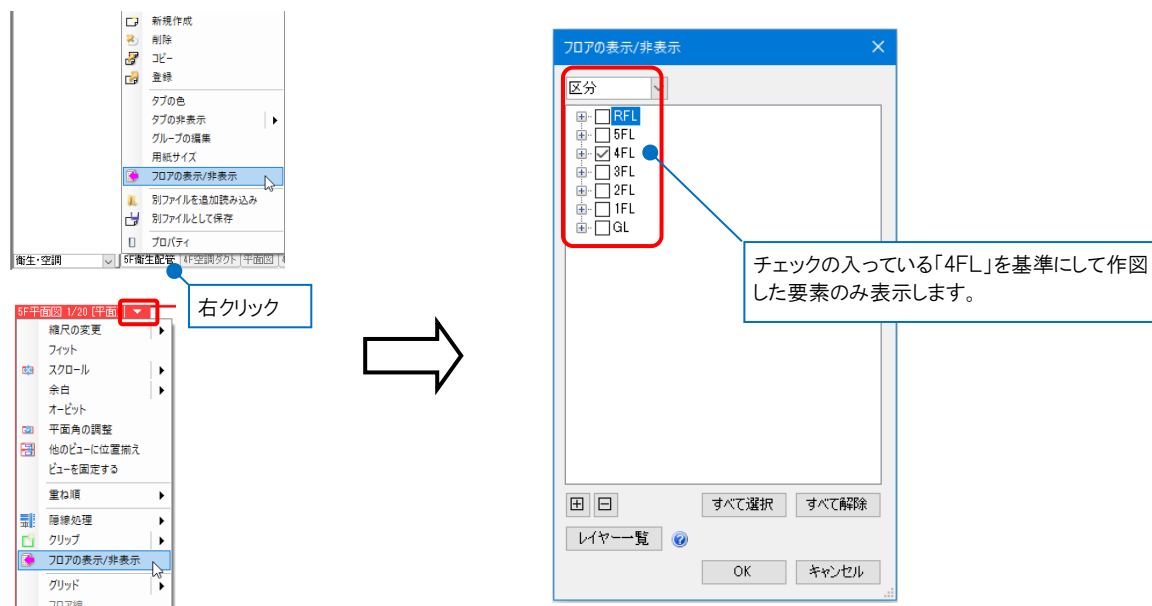 新規作成
削除
コピー
登録
タブの色
タブの非表示
グループの編集
用紙サイズ
フロアの表示/非表示
別ファイルを追加読み込み
別ファイルとして保存
プロパティ
衛生・空調
5F衛生配管
4F空調ダクト
平面図
右クリック
5F平面図 1/20 [平面
縮尺の変更
フィット
スクロール
余白
オービット
平面角の調整
他のビューに位置揃え
ビューを固定する
重ね順
隠線処理
クリップ
フロアの表示/非表示
グリッド
フロア線
フロアの表示/非表示
区分
RFL
5FL
4FL
3FL
2FL
1FL
GL
チェックの入っている「4FL」を基準にして作図
した要素のみ表示します。
すべて選択 すべて解除
レイヤー一覧
OK キャンセル